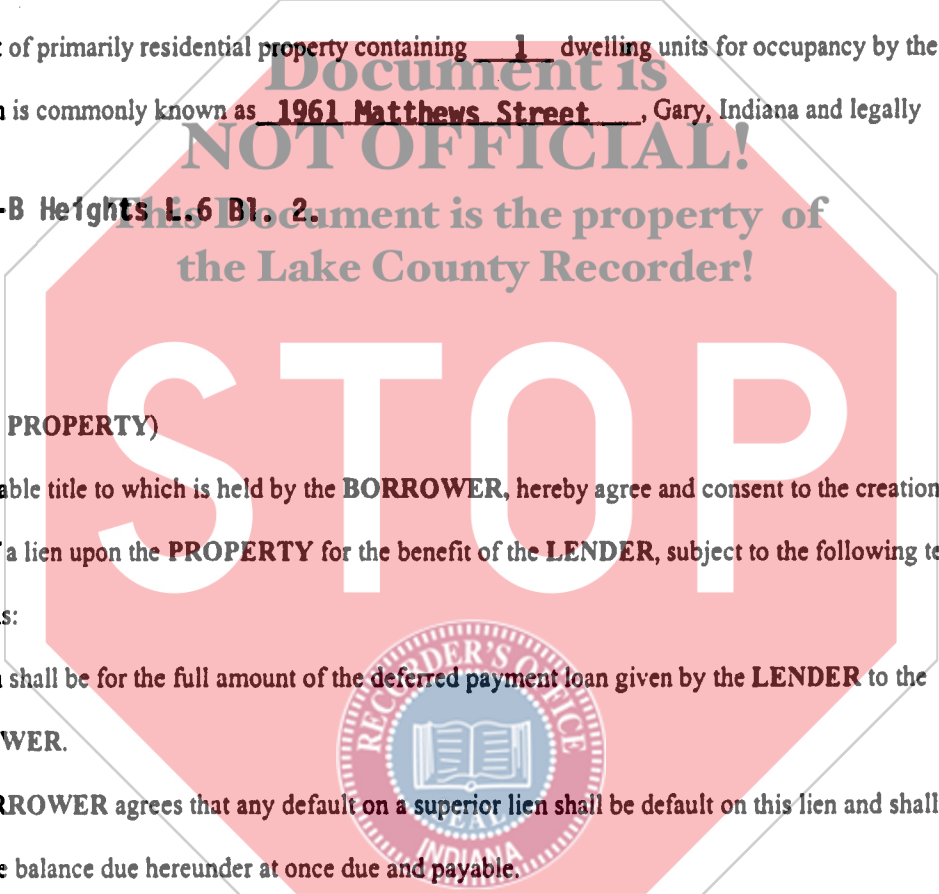 of primarily residential property containing 1 dwelling units for occupancy by the
Document is
is commonly known as 1961 Matthews Street, Gary, Indiana and legally
NOT OFFICIAL!
-B Heights L.6 Bl. 2.
This Document is the property of
the Lake County Recorder!
STOP
PROPERTY)
able title to which is held by the BORROWER, hereby agree and consent to the creation
a lien upon the PROPERTY for the benefit of the LENDER, subject to the following te
s:
shall be for the full amount of the deferred payment loan given by the LENDER to the
WER.
RECORDER'S OFFICE
RROWER agrees that any default on a superior lien shall be default on this lien and shall
SEAL
INDIANA
e balance due hereunder at once due and payable.